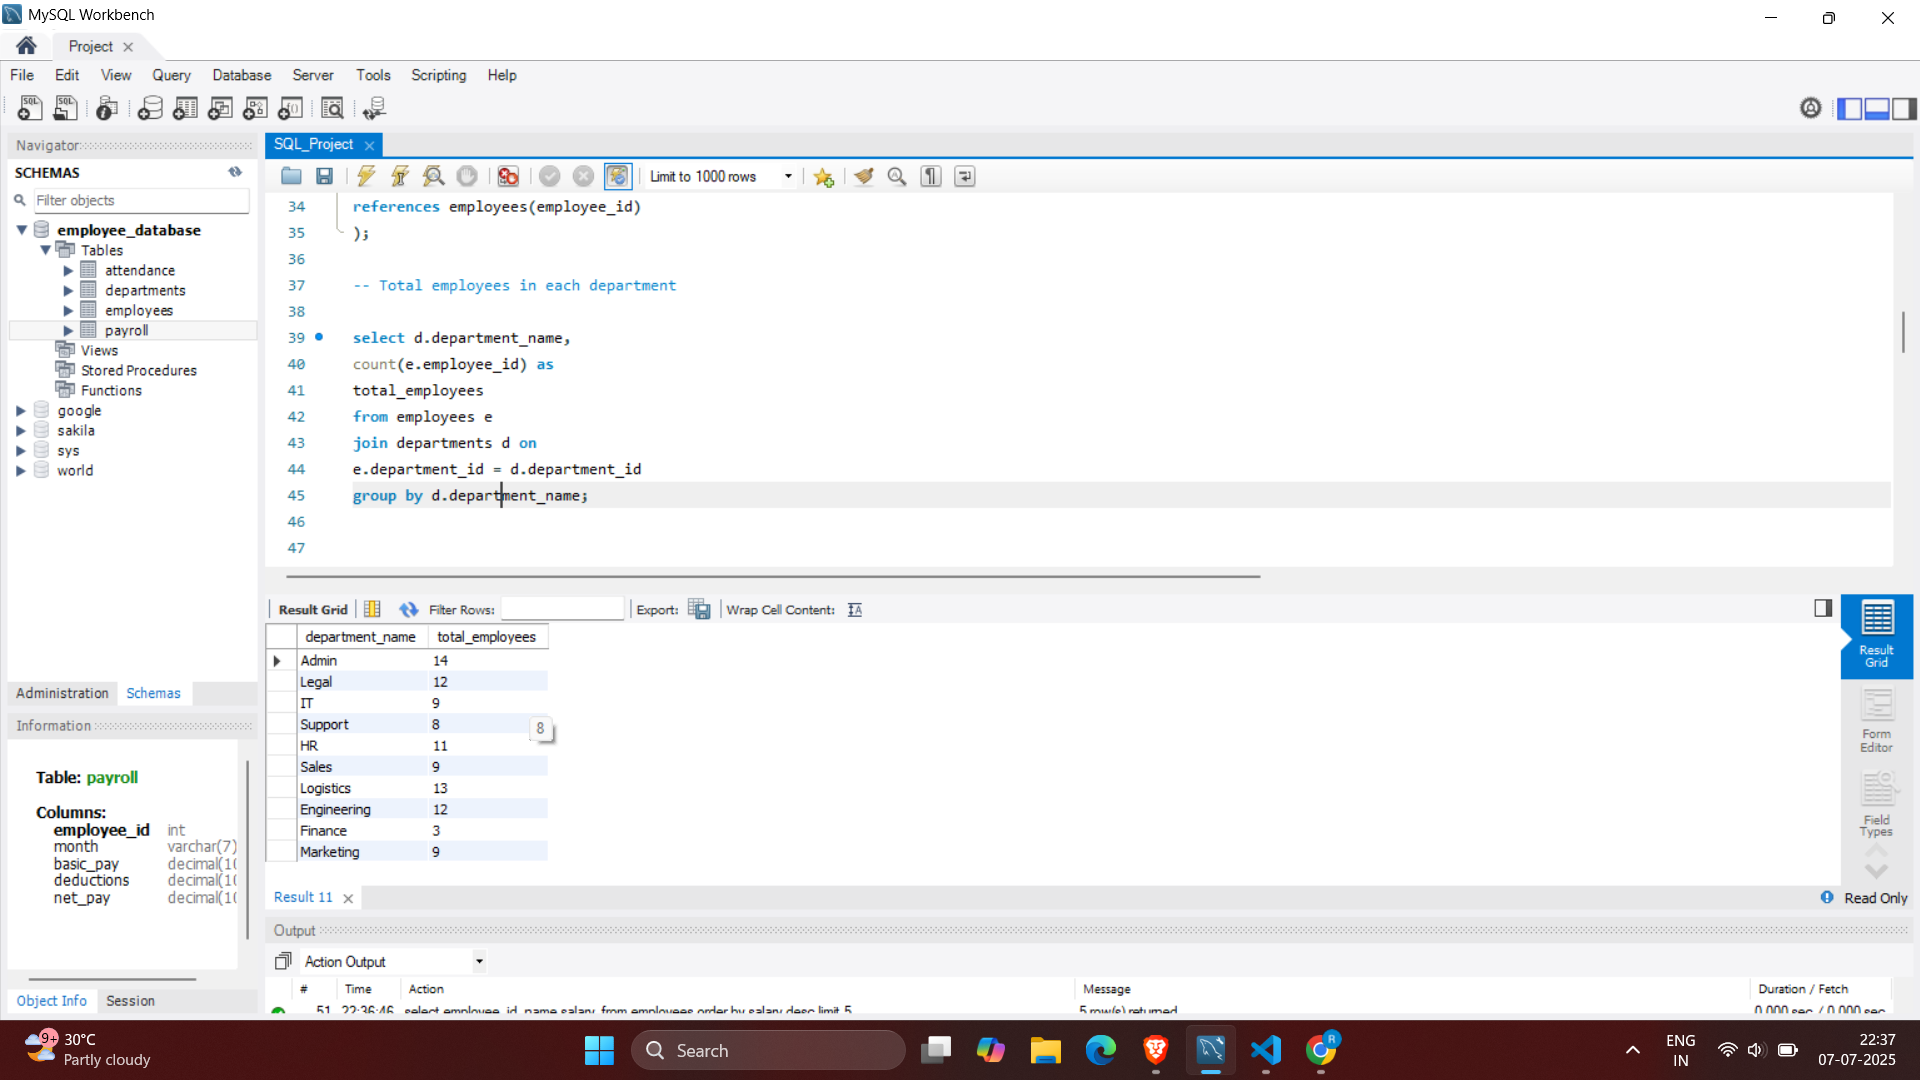 MySQL Workbench
Project
File Edit View Query Database Server Tools Scripting Help
Navigator
SCHEMAS
Filter objects
employee_database
Tables
attendance
departments
employees
payroll
Views
Stored Procedures
Functions
google
sakila
sys
world
Administration Schemas
Information
Table: payroll
Columns:
employee_id int
month varchar(7)
basic_pay decimal(10
deductions decimal(10
net_pay decimal(10
Object Info Session
SQL_Project
Limit to 1000 rows
34 references employees(employee_id)
35 );
36
37 -- Total employees in each department
38
39 select d.department_name,
40 count(e.employee_id) as
41 total_employees
42 from employees e
43 join departments d on
44 e.department_id = d.department_id
45 group by d.department_name;
46
47
Result Grid Filter Rows: Export: Wrap Cell Content:
department_name total_employees
Admin 14
Legal 12
IT 9
Support 8
8
HR 11
Sales 9
Logistics 13
Engineering 12
Finance 3
Marketing 9
Result Grid
Form Editor
Field Types
Result 11
Read Only
Output
Action Output
# Time Action Message Duration / Fetch
51 22:36:46 select employee_id, name,salary from employees order by salary desc limit 5 5 row(s) returned 0.000 sec / 0.000 sec
9+ 30°C
Partly cloudy
Search
R
ENG
IN
22:37
07-07-2025